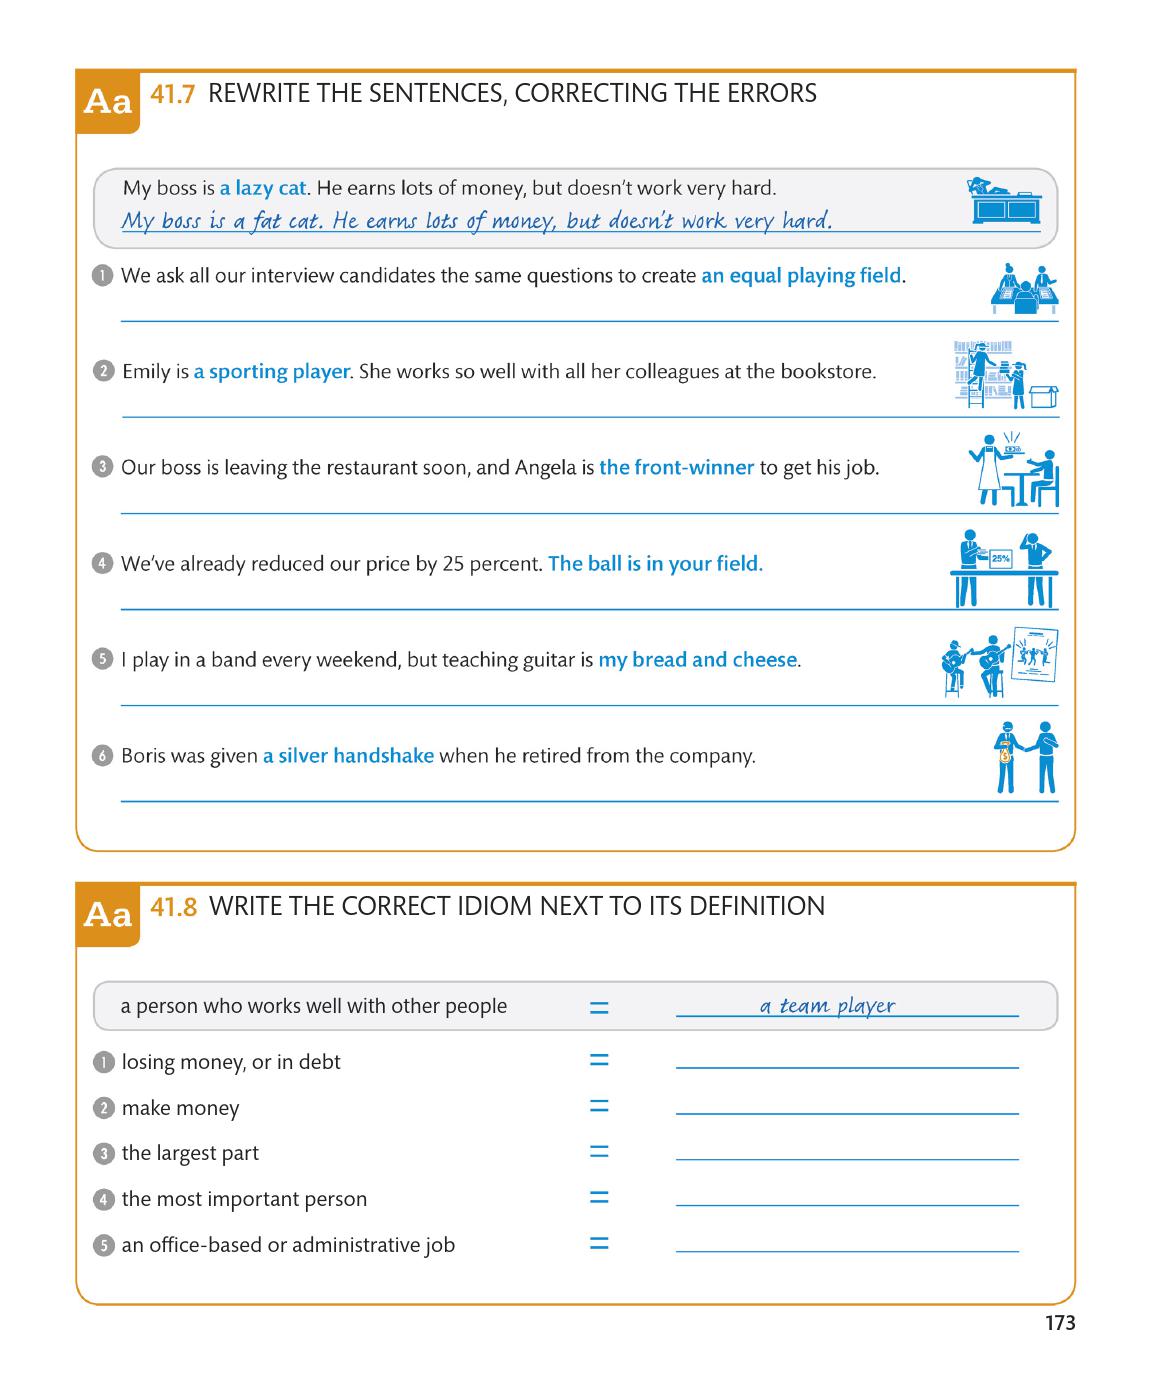 Aa 41.7 REWRITE THE SENTENCES, CORRECTING THE ERRORS
My boss is a lazy cat. He earns lots of money, but doesn't work very hard.
My boss is a fat cat. He earns lots of money, but doesn't work very hard.
1 We ask all our interview candidates the same questions to create an equal playing field.
2 Emily is a sporting player. She works so well with all her colleagues at the bookstore.
3 Our boss is leaving the restaurant soon, and Angela is the front-winner to get his job.
4 We've already reduced our price by 25 percent. The ball is in your field.
25%
5 I play in a band every weekend, but teaching guitar is my bread and cheese.
6 Boris was given a silver handshake when he retired from the company.
$
Aa 41.8 WRITE THE CORRECT IDIOM NEXT TO ITS DEFINITION
a person who works well with other people = a team player
1 losing money, or in debt =
2 make money =
3 the largest part =
4 the most important person =
5 an office-based or administrative job =
173